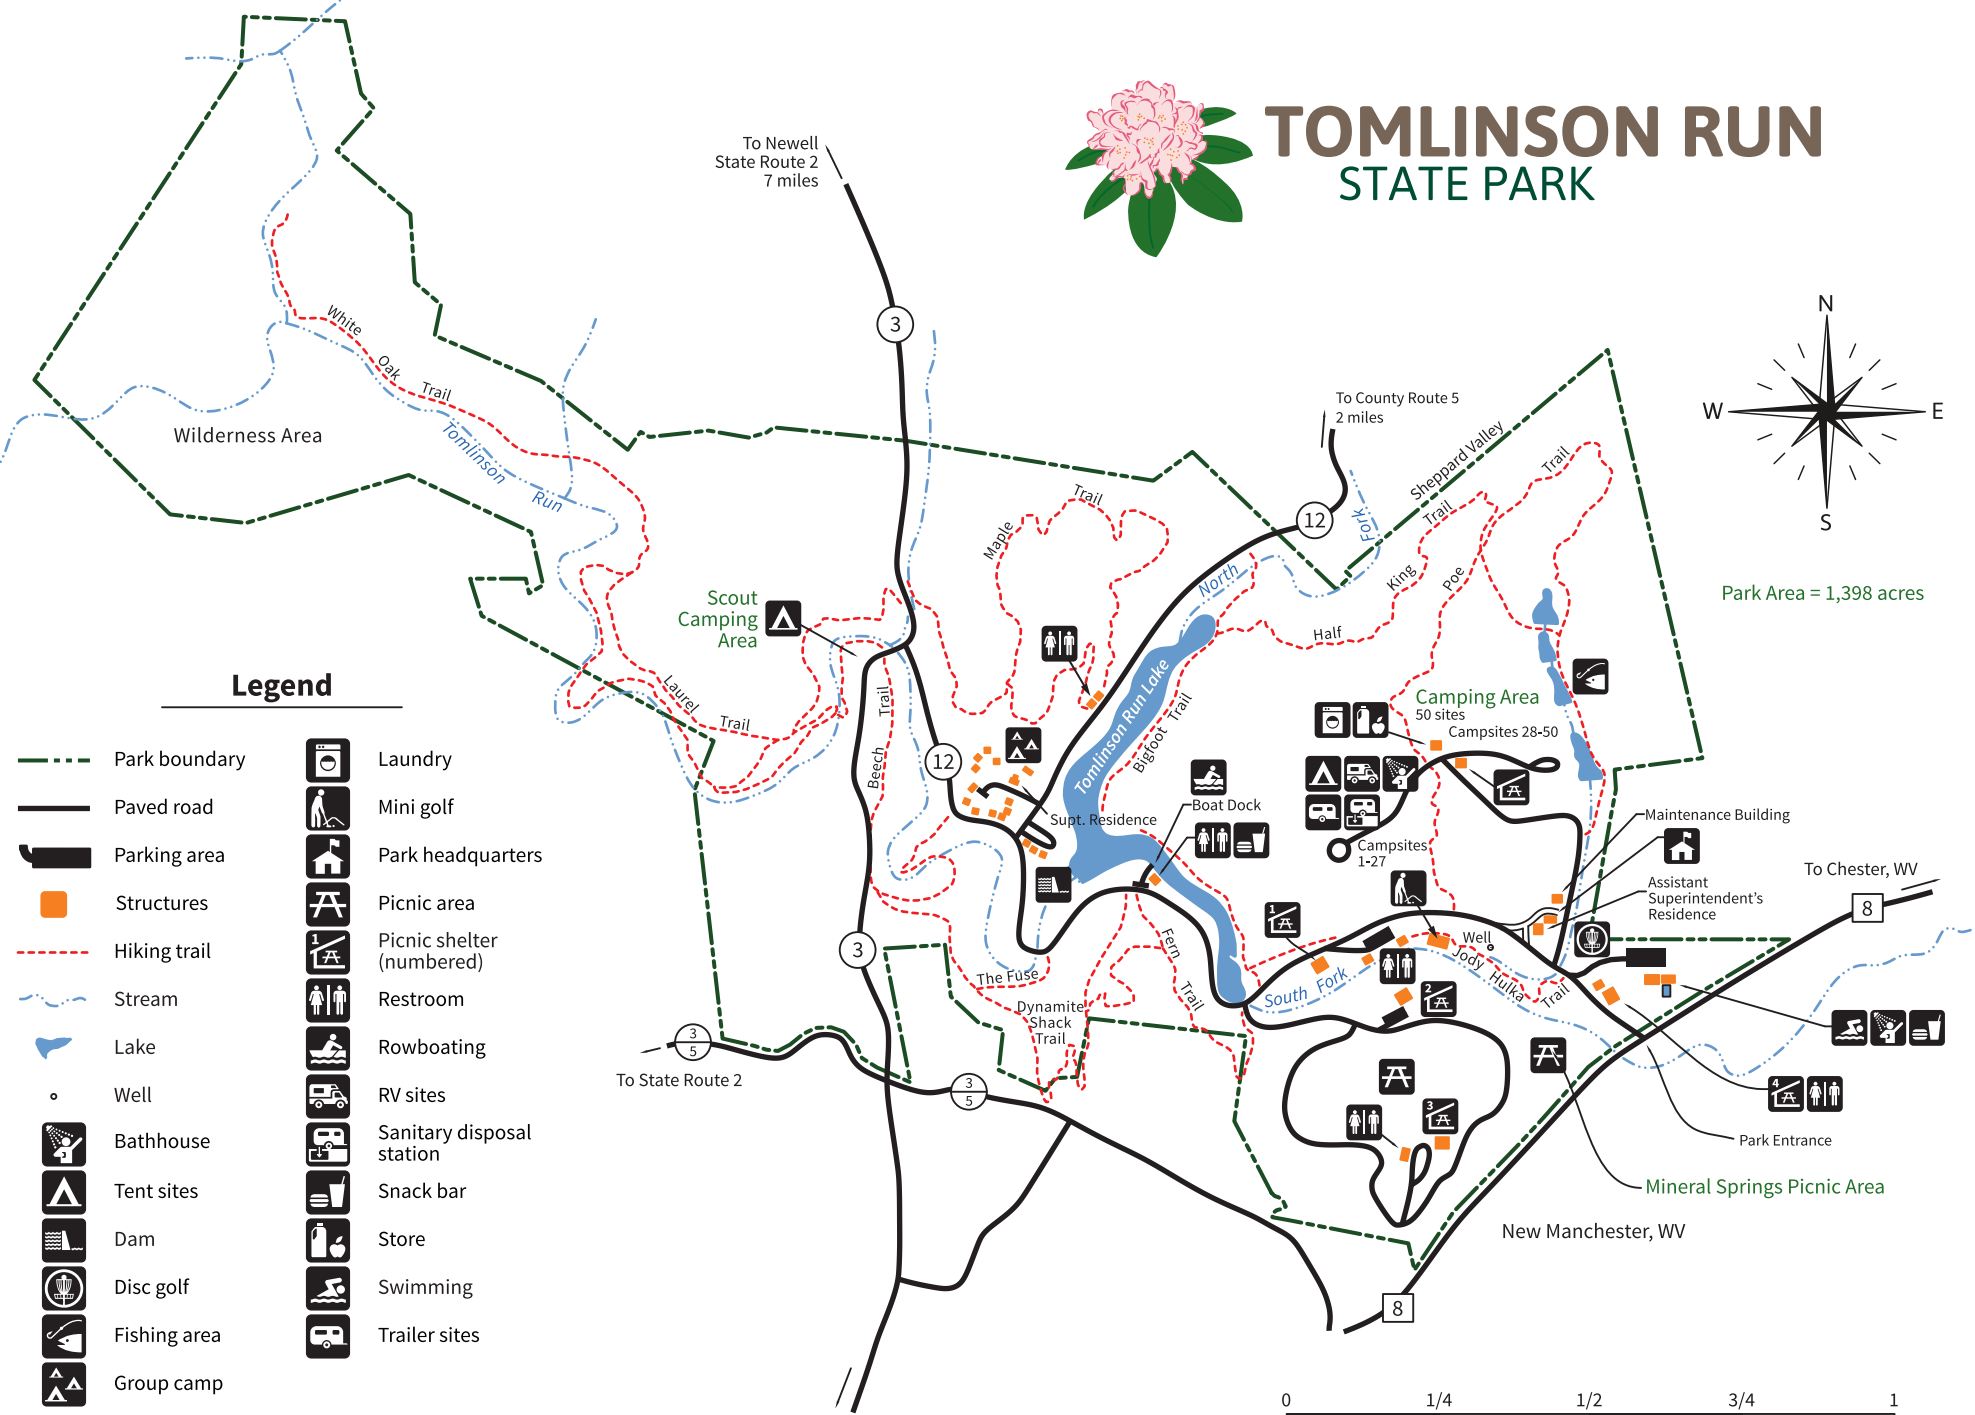 TOMLINSON RUN
STATE PARK
To Newell
State Route 2
7 miles
3
N
W
E
S
To County Route 5
2 miles
Sheppard Valley
Trail
Trail
12
Fork
North
White
Oak
Trail
Wilderness Area
Tomlinson
Run
Maple
Trail
King
Poe
Half
Park Area = 1,398 acres
Scout
Camping
Area
Laurel
Trail
Beech
Trail
12
Tomlinson Run Lake
Bigfoot Trail
Camping Area
50 sites
Campsites 28-50
Supt. Residence
Boat Dock
Campsites
1-27
Maintenance Building
Assistant
Superintendent's
Residence
To Chester, WV
8
3
1
Well
Jody Hulka
Trail
The Fuse
Fern
Trail
South Fork
2
Dynamite
Shack
Trail
3
5
To State Route 2
3
5
3
4
Park Entrance
Mineral Springs Picnic Area
New Manchester, WV
8
0
1/4
1/2
3/4
1
Legend
Park boundary
Paved road
Parking area
Structures
Hiking trail
Stream
Lake
Well
Bathhouse
Tent sites
Dam
Disc golf
Fishing area
Group camp
Laundry
Mini golf
Park headquarters
Picnic area
1
Picnic shelter
(numbered)
Restroom
Rowboating
RV sites
Sanitary disposal
station
Snack bar
Store
Swimming
Trailer sites